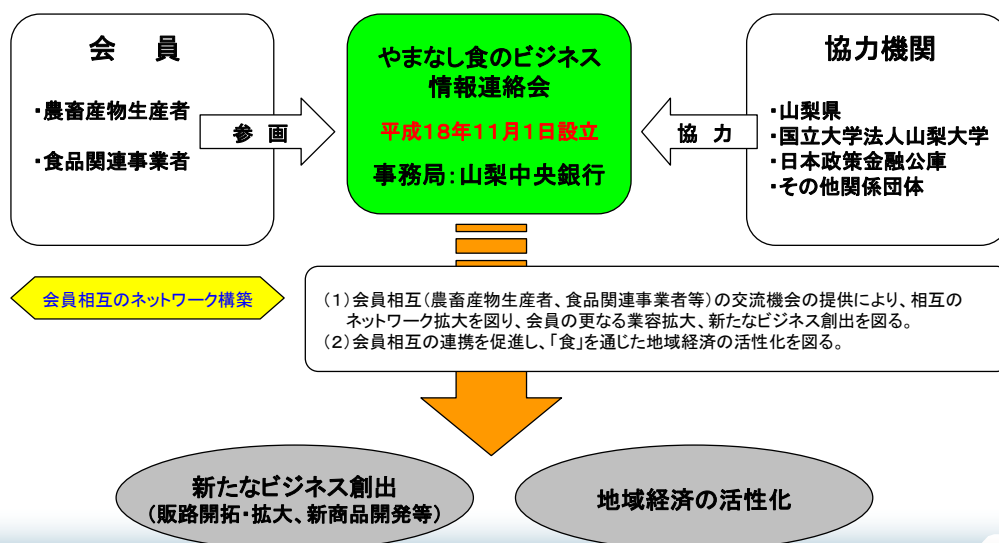 会 員
・農畜産物生産者
・食品関連事業者
参 画
やまなし食のビジネス
情報連絡会
平成18年11月1日設立
事務局:山梨中央銀行
協 力
協力機関
・山梨県
・国立大学法人山梨大学
・日本政策金融公庫
・その他関係団体
会員相互のネットワーク構築
(1)会員相互(農畜産物生産者、食品関連事業者等)の交流機会の提供により、相互の
ネットワーク拡大を図り、会員の更なる業容拡大、新たなビジネス創出を図る。
(2)会員相互の連携を促進し、「食」を通じた地域経済の活性化を図る。
新たなビジネス創出
(販路開拓・拡大、新商品開発等)
地域経済の活性化